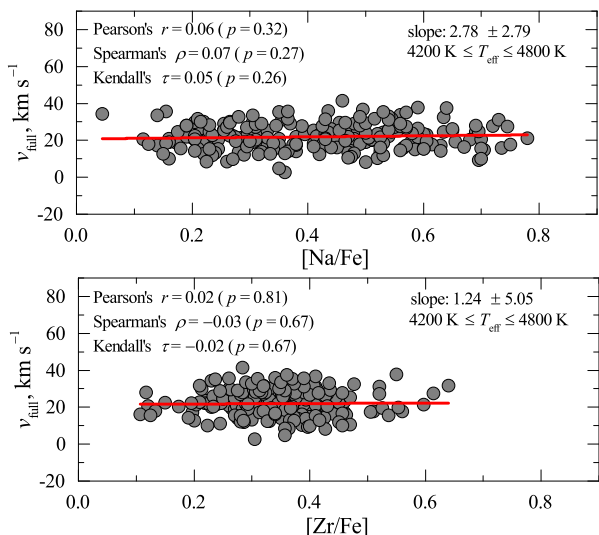 Pearson's r = 0.06 ( p = 0.32)
slope: 2.78 ± 2.79
Spearman's ρ = 0.07 ( p = 0.27)
4200 K ≤ Teff ≤ 4800 K
Kendall's τ = 0.05 ( p = 0.26)
80
60
40
20
0
-20
vfull, km s⁻¹
0.0 0.2 0.4 0.6 0.8
[Na/Fe]
Pearson's r = 0.02 ( p = 0.81)
slope: 1.24 ± 5.05
Spearman's ρ = −0.03 ( p = 0.67)
4200 K ≤ Teff ≤ 4800 K
Kendall's τ = −0.02 ( p = 0.67)
80
60
40
20
0
-20
vfull, km s⁻¹
0.0 0.2 0.4 0.6 0.8
[Zr/Fe]